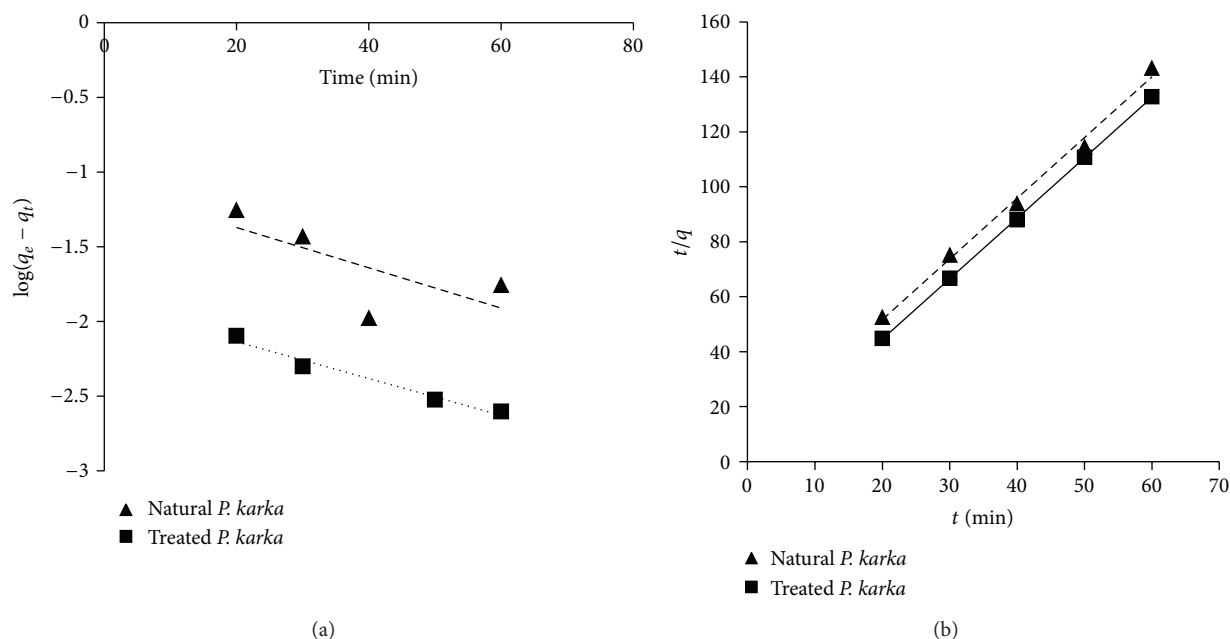 0
0
20
40
60
80
Time (min)
−0.5
−1
−1.5
−2
−2.5
−3
log(qe − qt)
Natural P. karka
Treated P. karka
(a)
160
140
120
100
80
60
40
20
0
t/q
0
10
20
30
40
50
60
70
t (min)
Natural P. karka
Treated P. karka
(b)